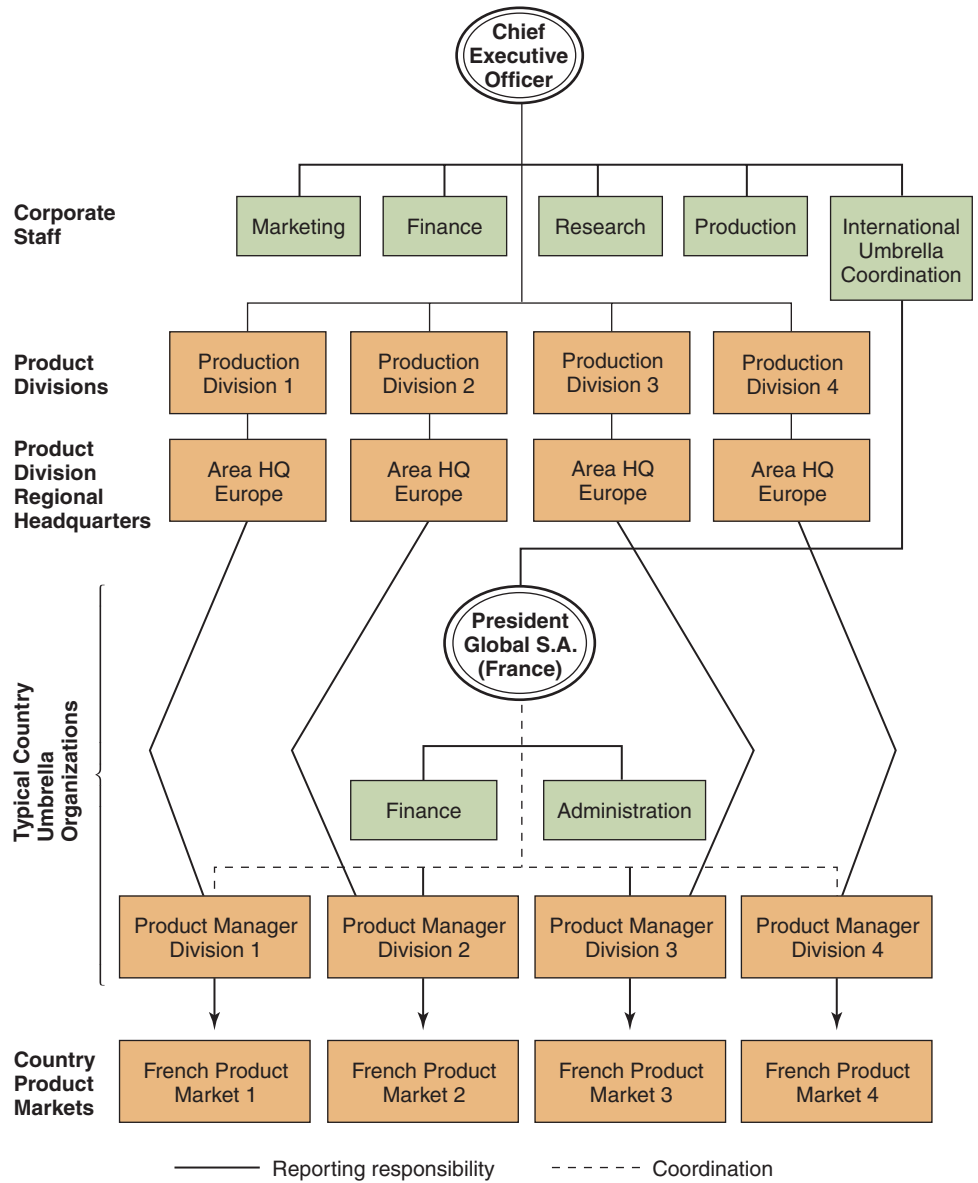 Chief
Executive
Officer
Corporate
Staff
Marketing
Finance
Research
Production
International
Umbrella
Coordination
Product
Divisions
Production
Division 1
Production
Division 2
Production
Division 3
Production
Division 4
Product
Division
Regional
Headquarters
Area HQ
Europe
Area HQ
Europe
Area HQ
Europe
Area HQ
Europe
Typical Country
Umbrella
Organizations
President
Global S.A.
(France)
Finance
Administration
Product Manager
Division 1
Product Manager
Division 2
Product Manager
Division 3
Product Manager
Division 4
Country
Product
Markets
French Product
Market 1
French Product
Market 2
French Product
Market 3
French Product
Market 4
Reporting responsibility
Coordination